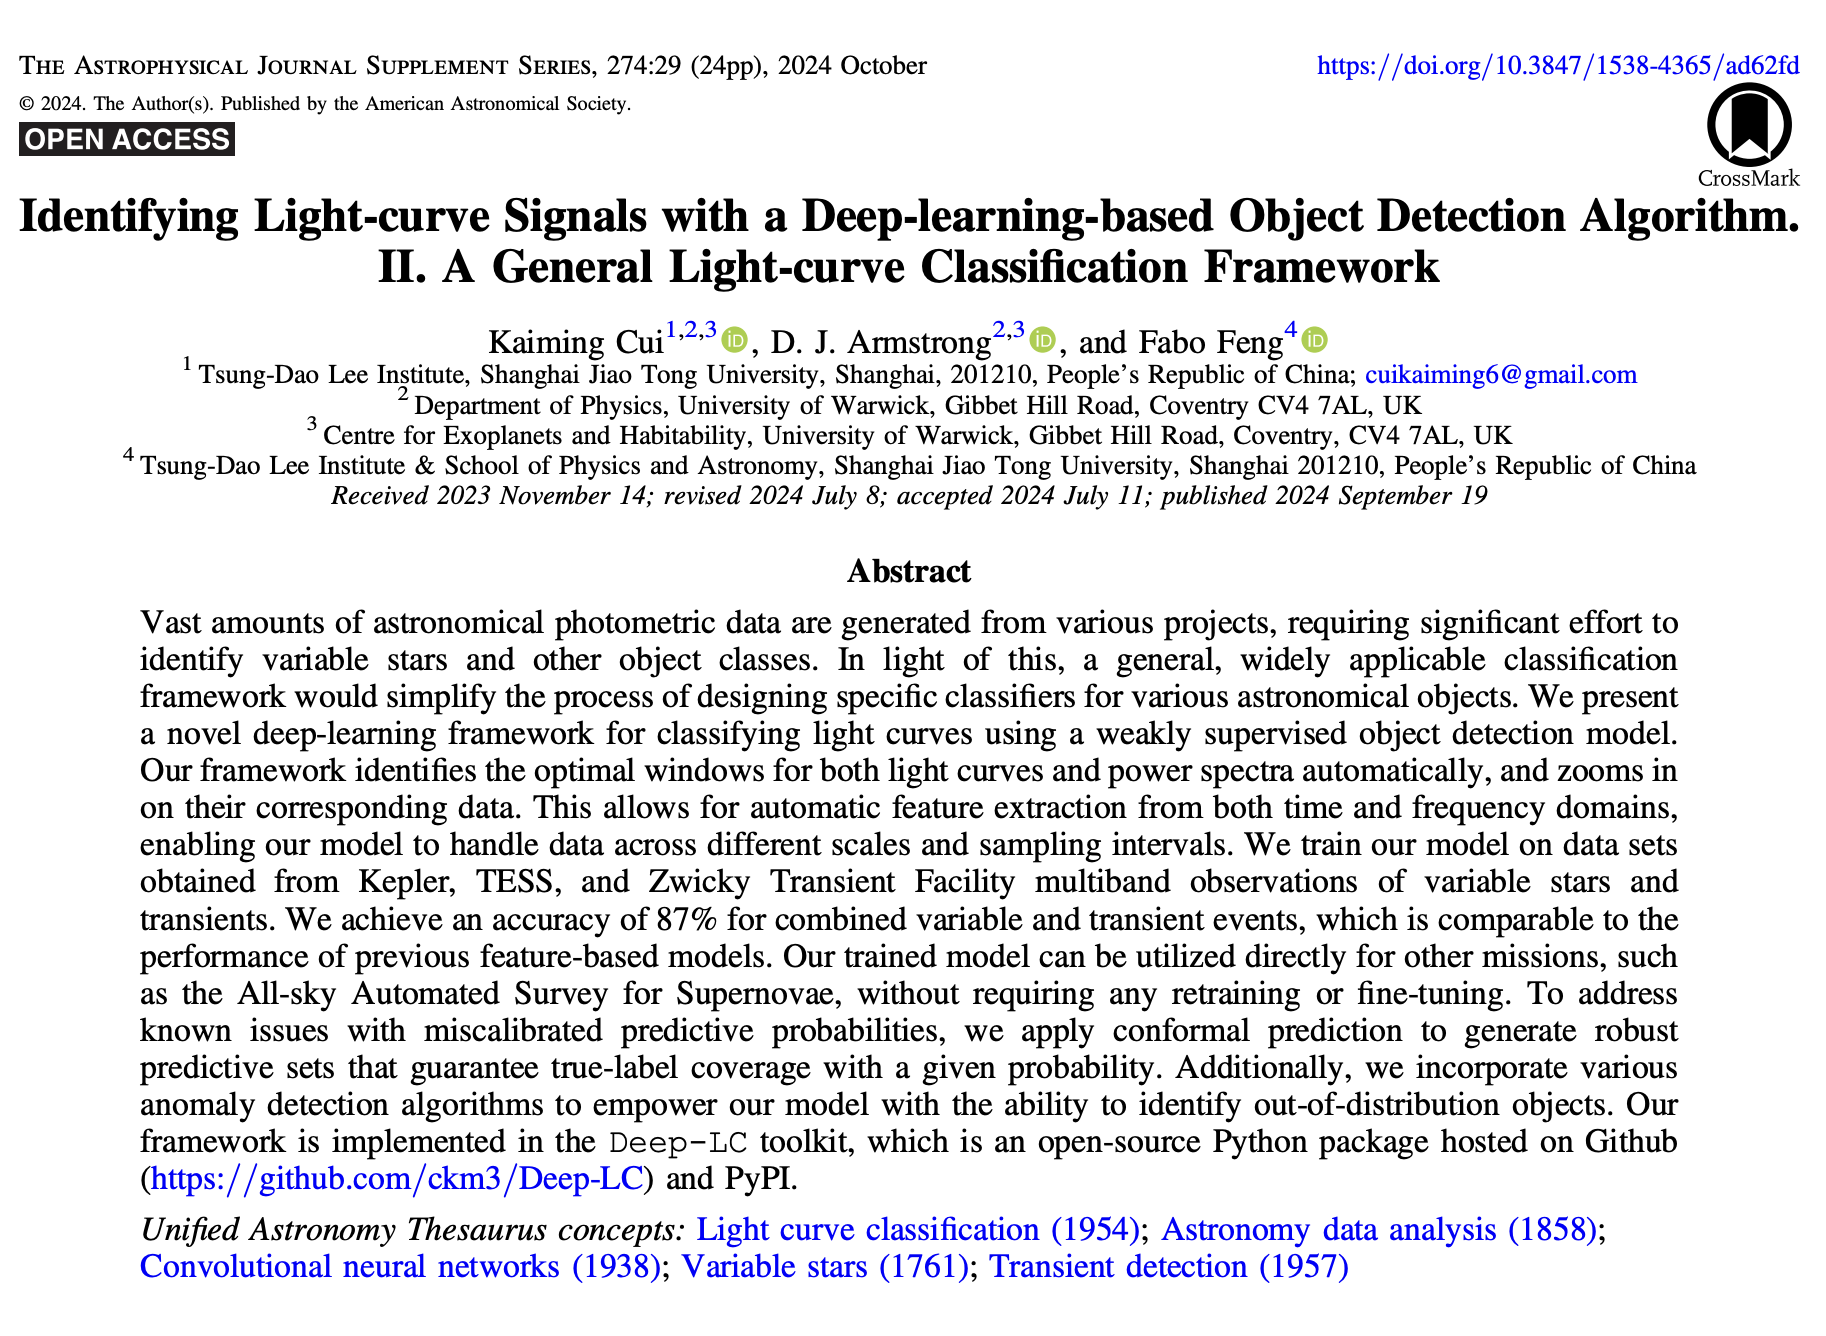 THE ASTROPHYSICAL JOURNAL SUPPLEMENT SERIES, 274:29 (24pp), 2024 October
https://doi.org/10.3847/1538-4365/ad62fd
© 2024. The Author(s). Published by the American Astronomical Society.
OPEN ACCESS
CrossMark
Identifying Light-curve Signals with a Deep-learning-based Object Detection Algorithm.
II. A General Light-curve Classification Framework
Kaiming Cui1,2,3 iD, D. J. Armstrong2,3 iD, and Fabo Feng4 iD
1 Tsung-Dao Lee Institute, Shanghai Jiao Tong University, Shanghai, 201210, People's Republic of China; cuikaiming6@gmail.com
2 Department of Physics, University of Warwick, Gibbet Hill Road, Coventry CV4 7AL, UK
3 Centre for Exoplanets and Habitability, University of Warwick, Gibbet Hill Road, Coventry, CV4 7AL, UK
4 Tsung-Dao Lee Institute & School of Physics and Astronomy, Shanghai Jiao Tong University, Shanghai 201210, People's Republic of China
Received 2023 November 14; revised 2024 July 8; accepted 2024 July 11; published 2024 September 19
Abstract
Vast amounts of astronomical photometric data are generated from various projects, requiring significant effort to
identify variable stars and other object classes. In light of this, a general, widely applicable classification
framework would simplify the process of designing specific classifiers for various astronomical objects. We present
a novel deep-learning framework for classifying light curves using a weakly supervised object detection model.
Our framework identifies the optimal windows for both light curves and power spectra automatically, and zooms in
on their corresponding data. This allows for automatic feature extraction from both time and frequency domains,
enabling our model to handle data across different scales and sampling intervals. We train our model on data sets
obtained from Kepler, TESS, and Zwicky Transient Facility multiband observations of variable stars and
transients. We achieve an accuracy of 87% for combined variable and transient events, which is comparable to the
performance of previous feature-based models. Our trained model can be utilized directly for other missions, such
as the All-sky Automated Survey for Supernovae, without requiring any retraining or fine-tuning. To address
known issues with miscalibrated predictive probabilities, we apply conformal prediction to generate robust
predictive sets that guarantee true-label coverage with a given probability. Additionally, we incorporate various
anomaly detection algorithms to empower our model with the ability to identify out-of-distribution objects. Our
framework is implemented in the Deep-LC toolkit, which is an open-source Python package hosted on Github
(https://github.com/ckm3/Deep-LC) and PyPI.
Unified Astronomy Thesaurus concepts: Light curve classification (1954); Astronomy data analysis (1858);
Convolutional neural networks (1938); Variable stars (1761); Transient detection (1957)